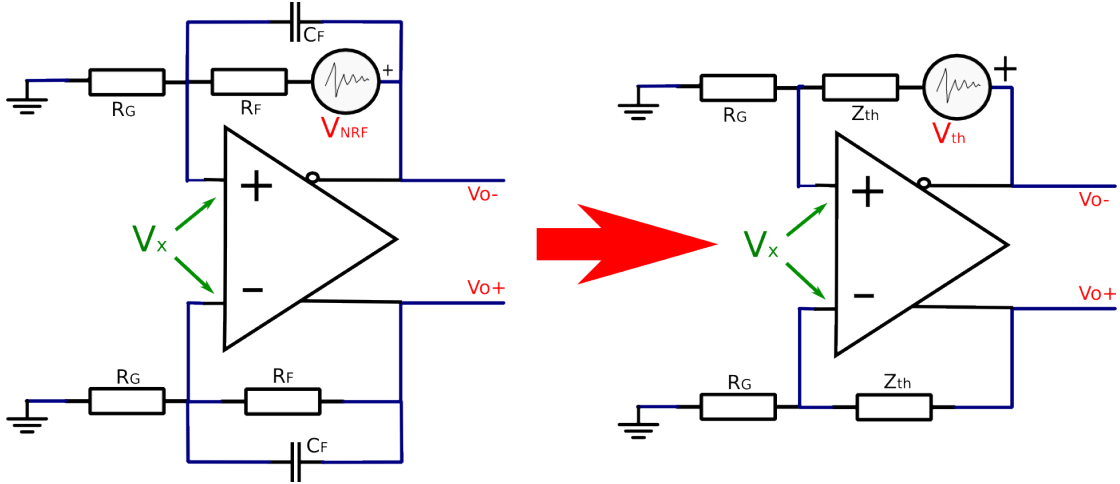 CF
+
RG
RF
VNRF
+
Vo-
Vx
−
Vo+
RG
RF
CF
+
RG
Zth
Vth
+
Vo-
Vx
−
Vo+
RG
Zth